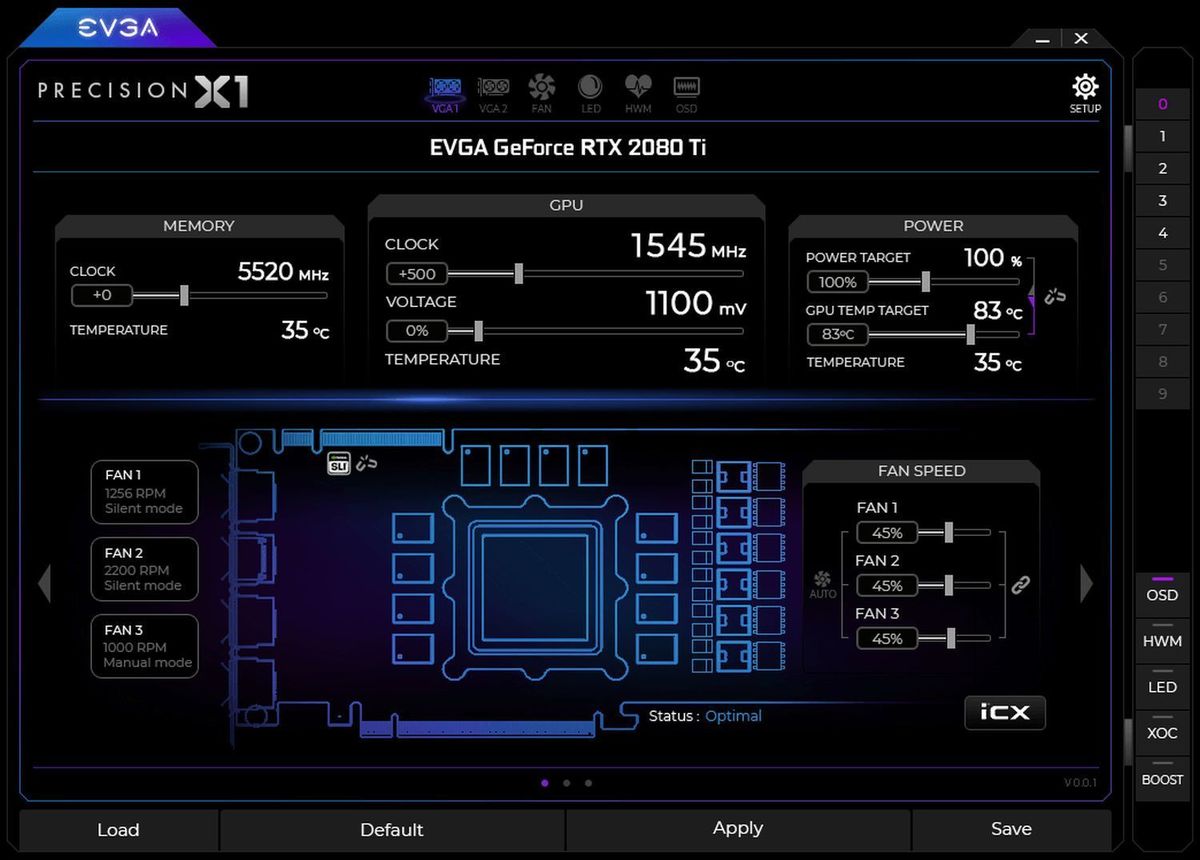 EVGA
PRECISION X1
VGA 1
VGA 2
FAN
LED
HWM
OSD
SETUP
EVGA GeForce RTX 2080 Ti
MEMORY
CLOCK 5520 MHz
+0
TEMPERATURE 35 °C
GPU
CLOCK 1545 MHz
+500
VOLTAGE 1100 mV
0%
TEMPERATURE 35 °C
POWER
POWER TARGET 100 %
100%
GPU TEMP TARGET 83 °C
83°C
TEMPERATURE 35 °C
FAN 1
1256 RPM
Silent mode
FAN 2
2200 RPM
Silent mode
FAN 3
1000 RPM
Manual mode
SLI
Status : Optimal
FAN SPEED
FAN 1
45%
FAN 2
45%
FAN 3
45%
AUTO
iCX
V 0.0.1
Load
Default
Apply
Save
0
1
2
3
4
5
6
7
8
9
OSD
HWM
LED
XOC
BOOST